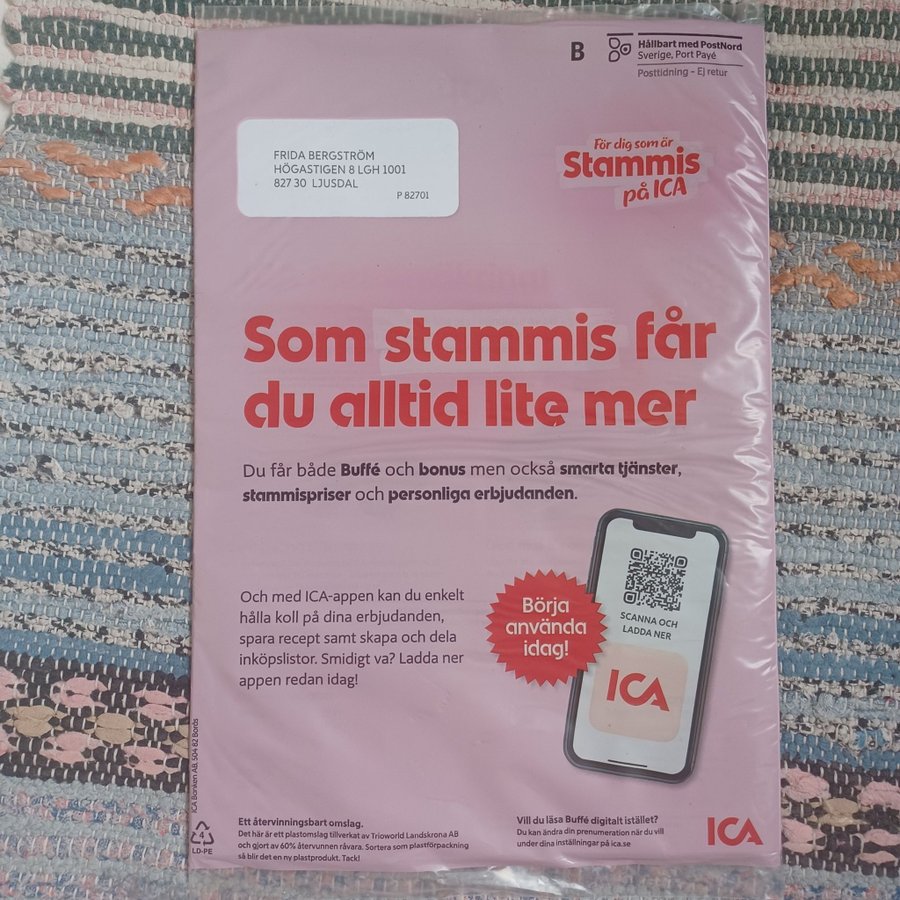 B
Hållbart med PostNord
Sverige, Port Payé
Posttidning – Ej retur
FRIDA BERGSTRÖM
HÖGASTIGEN 8 LGH 1001
827 30 LJUSDAL
P 82701
För dig som är
Stammis
på ICA
Som stammis får
du alltid lite mer
Du får både Buffé och bonus men också smarta tjänster,
stammispriser och personliga erbjudanden.
Och med ICA-appen kan du enkelt
hålla koll på dina erbjudanden,
spara recept samt skapa och dela
inköpslistor. Smidigt va? Ladda ner
appen redan idag!
Börja
använda
idag!
SCANNA OCH
LADDA NER
ICA
ICA Banken AB, 504 82 Borås
4
LD-PE
Ett återvinningsbart omslag.
Det här är ett plastomslag tillverkat av Trioworld Landskrona AB
och gjort av 60% återvunnen råvara. Sortera som plastförpackning
så blir det en ny plastprodukt. Tack!
Vill du läsa Buffé digitalt istället?
Du kan ändra din prenumeration när du vill
under dina inställningar på ica.se
ICA